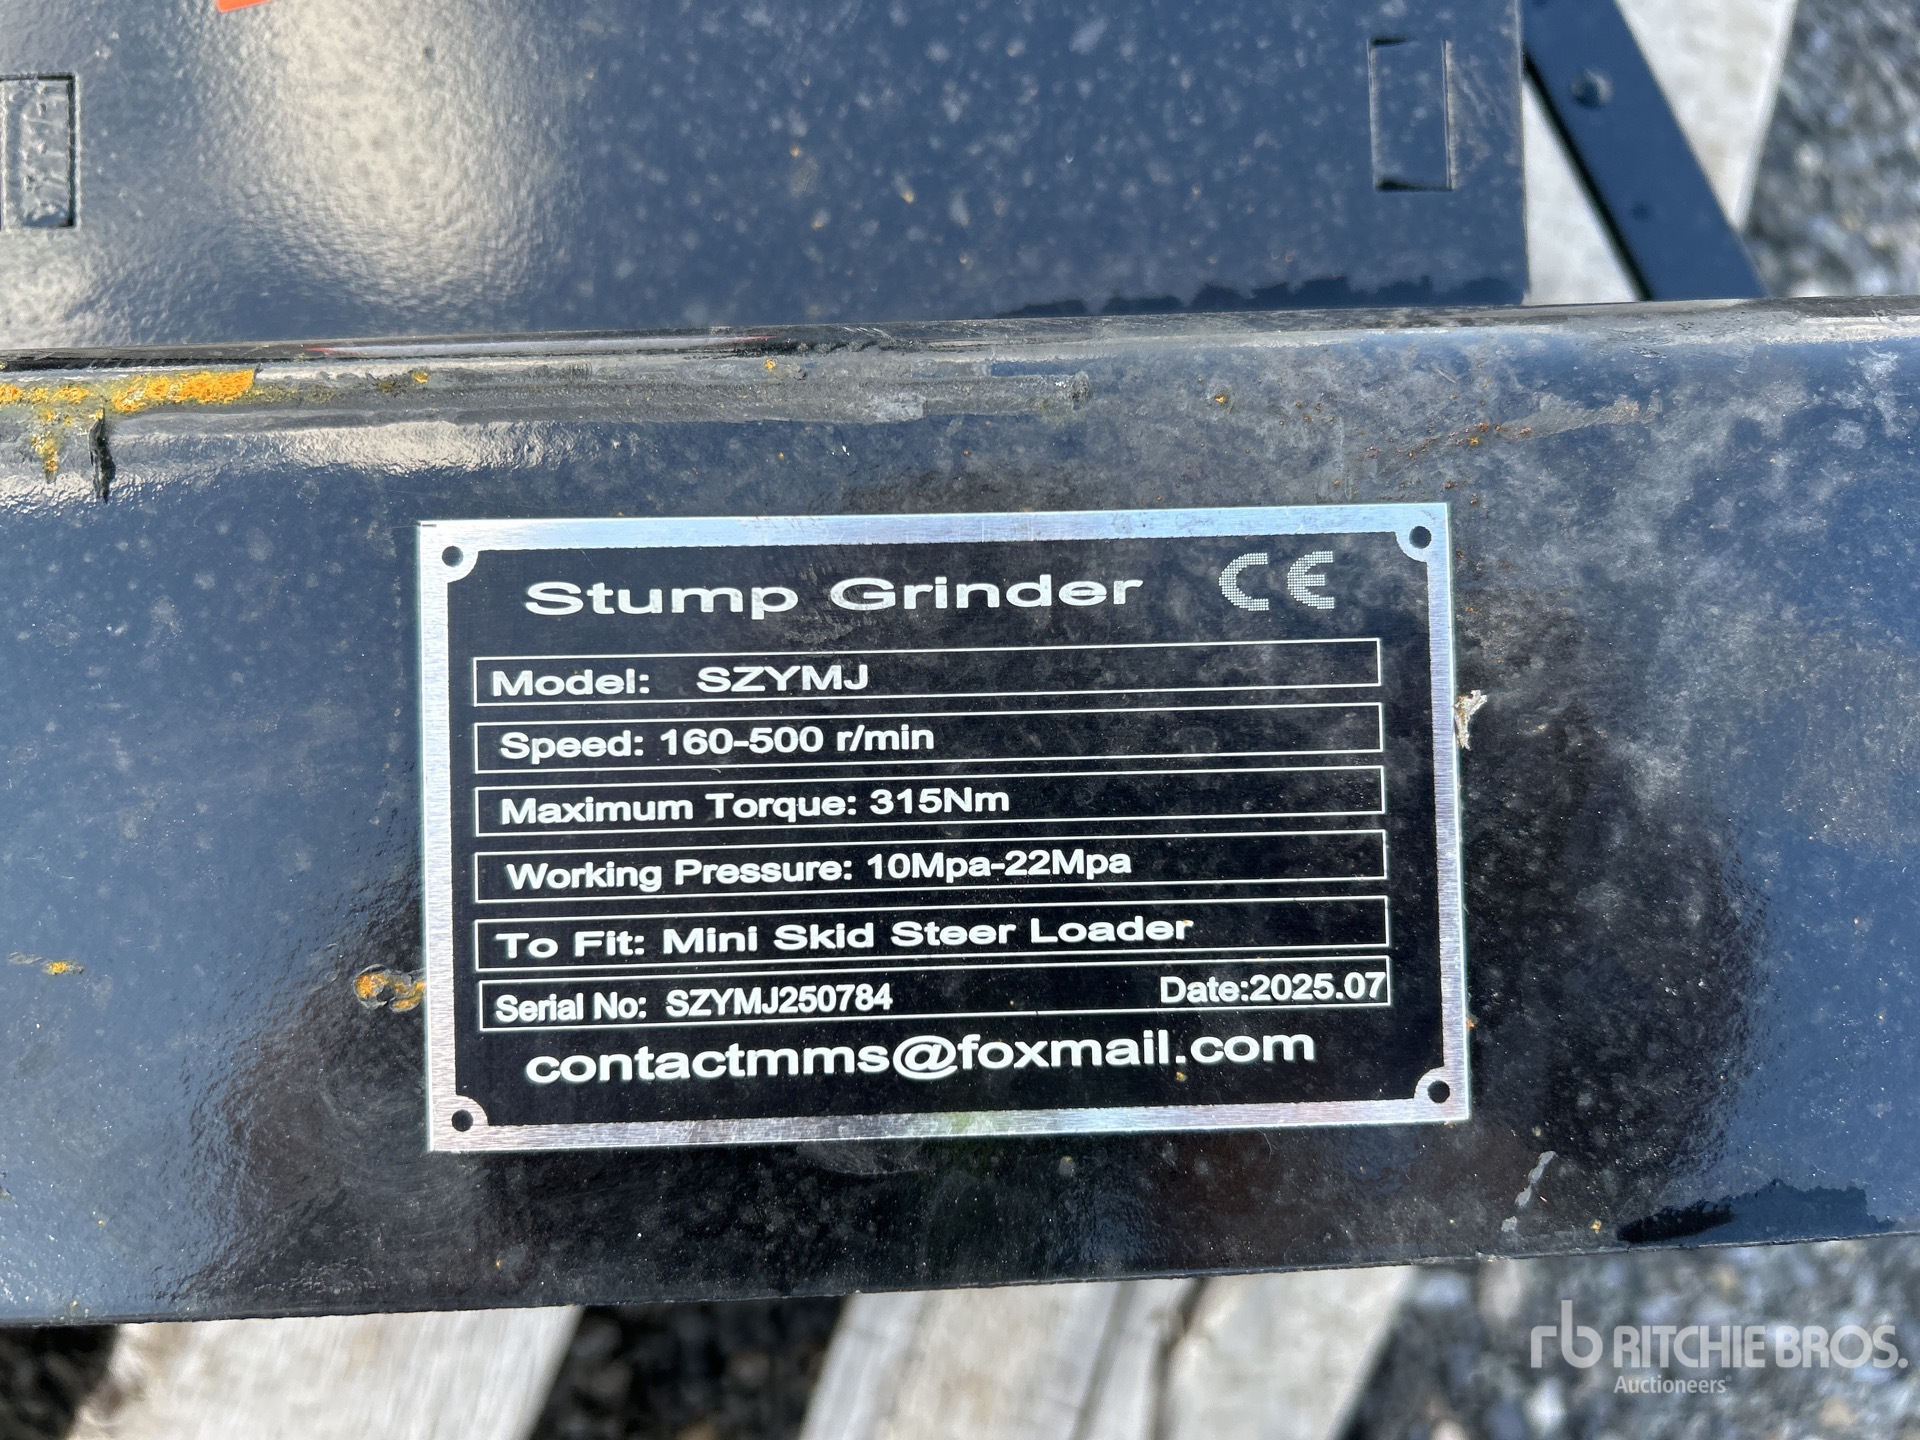 Stump Grinder CE
Model: SZYMJ
Speed: 160-500 r/min
Maximum Torque: 315Nm
Working Pressure: 10Mpa-22Mpa
To Fit: Mini Skid Steer Loader
Serial No: SZYMJ250784 Date:2025.07
contactmms@foxmail.com
rb RITCHIE BROS.
Auctioneers